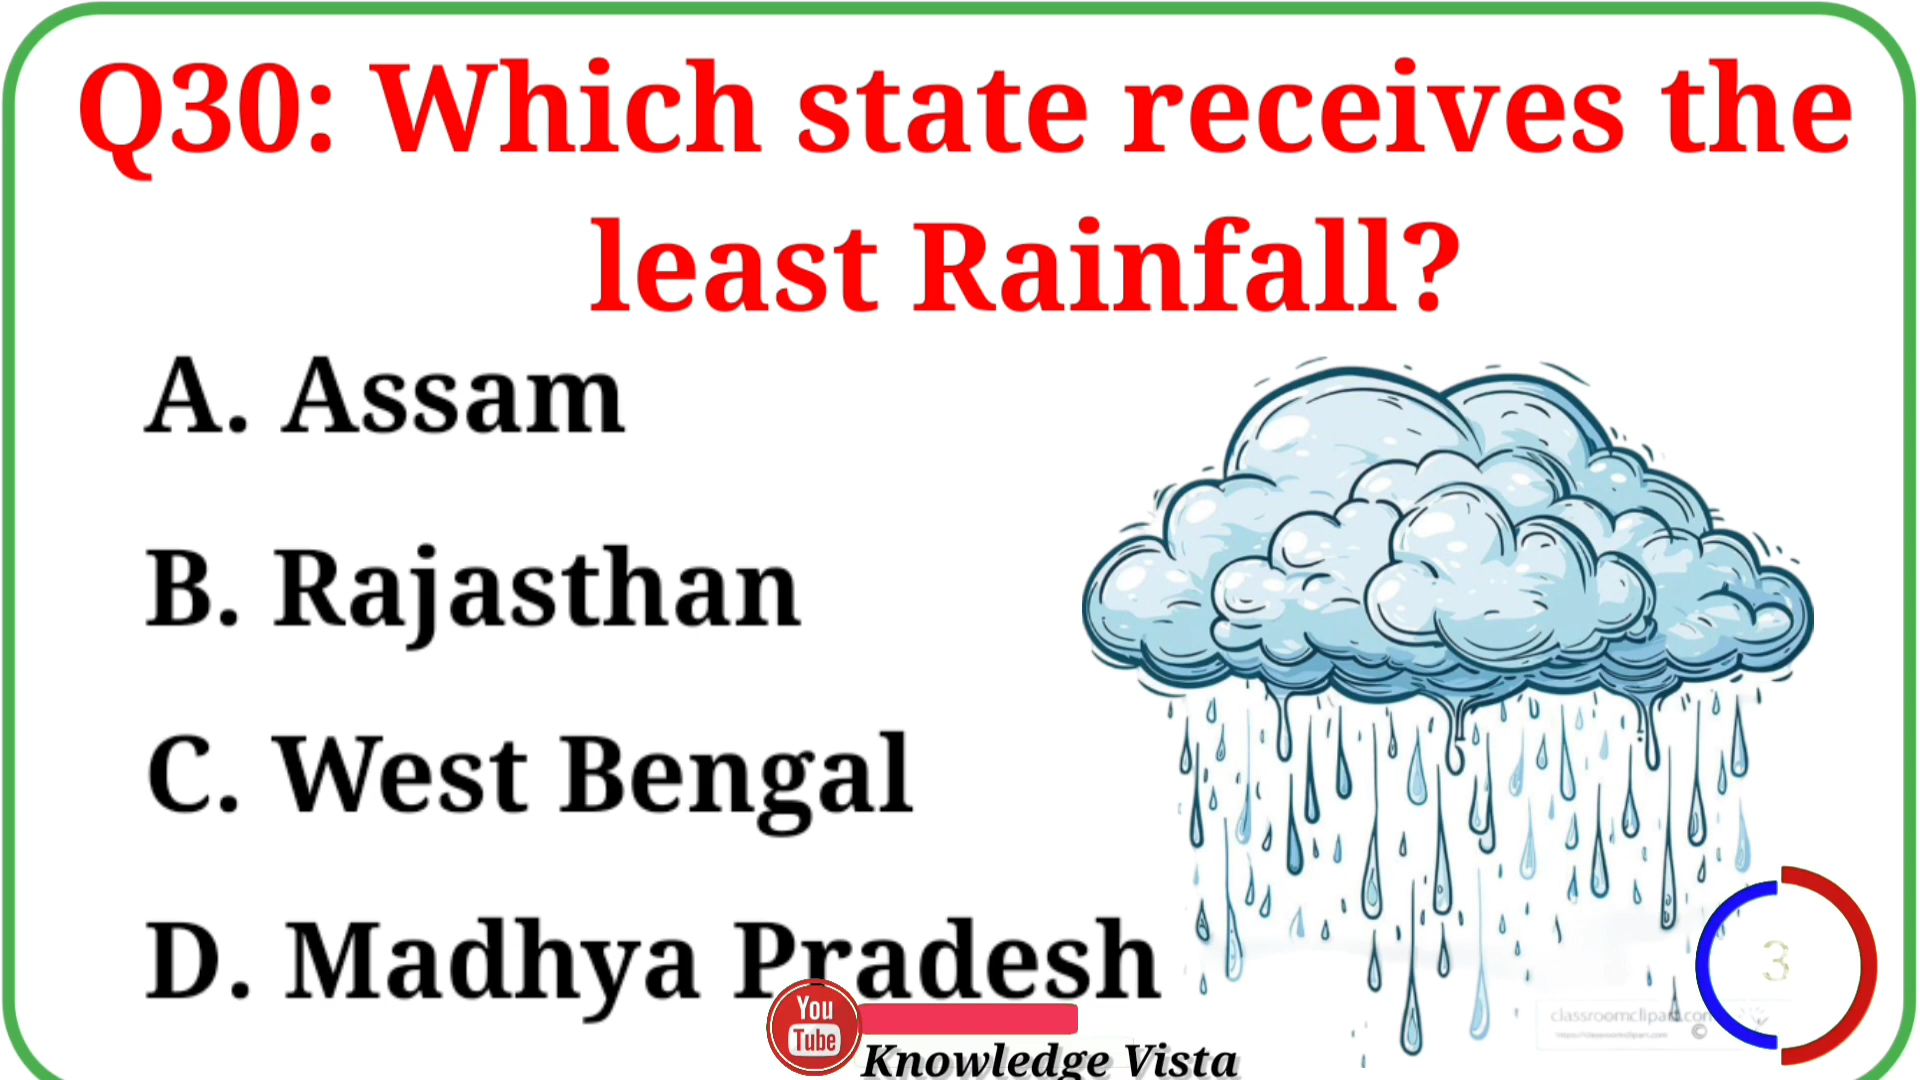 Q30: Which state receives the
least Rainfall?
A. Assam
B. Rajasthan
C. West Bengal
D. Madhya Pradesh
3
You
Tube
Knowledge Vista
classroomclipart.com
©